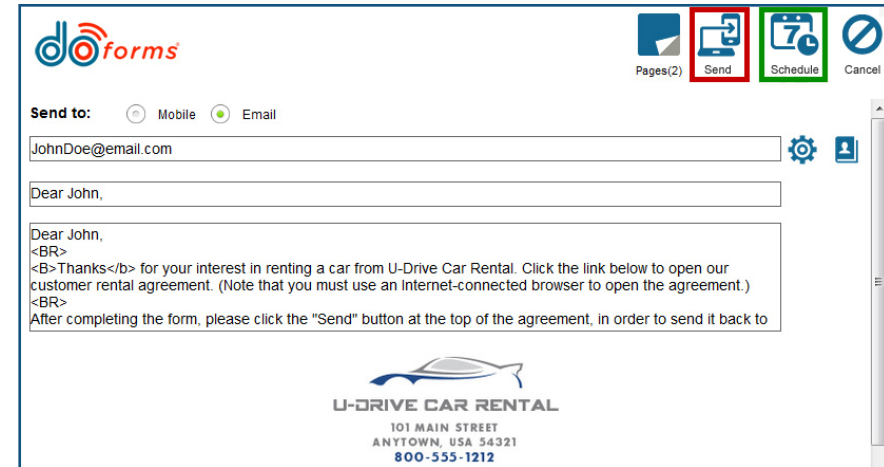 doforms
Pages(2) Send Schedule Cancel
7
Send to: Mobile Email
JohnDoe@email.com
Dear John,
Dear John,
<BR>
<B>Thanks</b> for your interest in renting a car from U-Drive Car Rental. Click the link below to open our
customer rental agreement. (Note that you must use an Internet-connected browser to open the agreement.)
<BR>
After completing the form, please click the "Send" button at the top of the agreement, in order to send it back to
U-DRIVE CAR RENTAL
101 MAIN STREET
ANYTOWN, USA 54321
800-555-1212